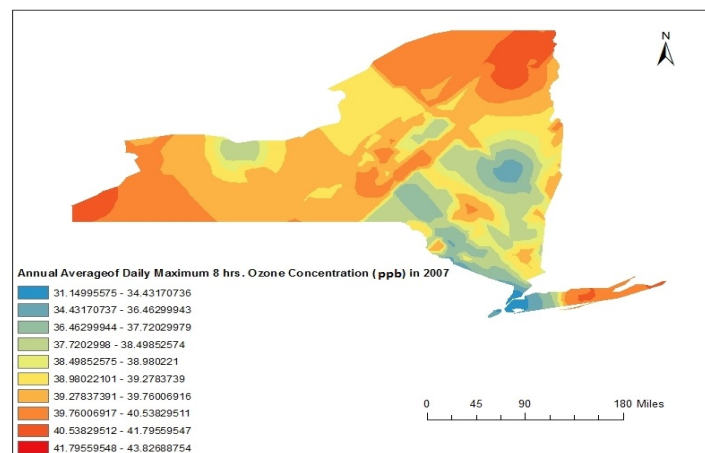 N
Annual Averageof Daily Maximum 8 hrs. Ozone Concentration (ppb) in 2007
31.14995575 - 34.43170736
34.43170737 - 36.46299943
36.46299944 - 37.72029979
37.7202998 - 38.49852574
38.49852575 - 38.980221
38.98022101 - 39.2783739
39.27837391 - 39.76006916
39.76006917 - 40.53829511
40.53829512 - 41.79559547
41.79559548 - 43.82688754
0 45 90 180 Miles